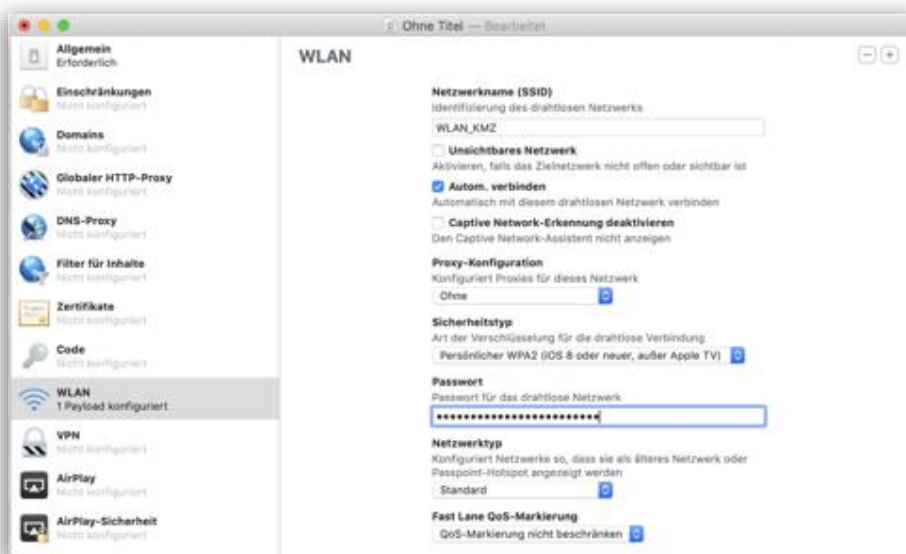 Ohne Titel — Bearbeitet
Allgemein
Erforderlich
Einschränkungen
Nicht konfiguriert
Domains
Nicht konfiguriert
Globaler HTTP-Proxy
Nicht konfiguriert
DNS-Proxy
Nicht konfiguriert
Filter für Inhalte
Nicht konfiguriert
Zertifikate
Nicht konfiguriert
Code
Nicht konfiguriert
WLAN
1 Payload konfiguriert
VPN
Nicht konfiguriert
AirPlay
Nicht konfiguriert
AirPlay-Sicherheit
Nicht konfiguriert
WLAN
Netzwerkname (SSID)
Identifizierung des drahtlosen Netzwerks
WLAN_KMZ
Unsichtbares Netzwerk
Aktivieren, falls das Zielnetzwerk nicht offen oder sichtbar ist
Autom. verbinden
Automatisch mit diesem drahtlosen Netzwerk verbinden
Captive Network-Erkennung deaktivieren
Den Captive Network-Assistent nicht anzeigen
Proxy-Konfiguration
Konfiguriert Proxies für dieses Netzwerk
Ohne
Sicherheitstyp
Art der Verschlüsselung für die drahtlose Verbindung
Persönlicher WPA2 (iOS 8 oder neuer, außer Apple TV)
Passwort
Passwort für das drahtlose Netzwerk
Netzwerktyp
Konfiguriert Netzwerke so, dass sie als älteres Netzwerk oder
Passpoint-Hotspot angezeigt werden
Standard
Fast Lane QoS-Markierung
QoS-Markierung nicht beschränken